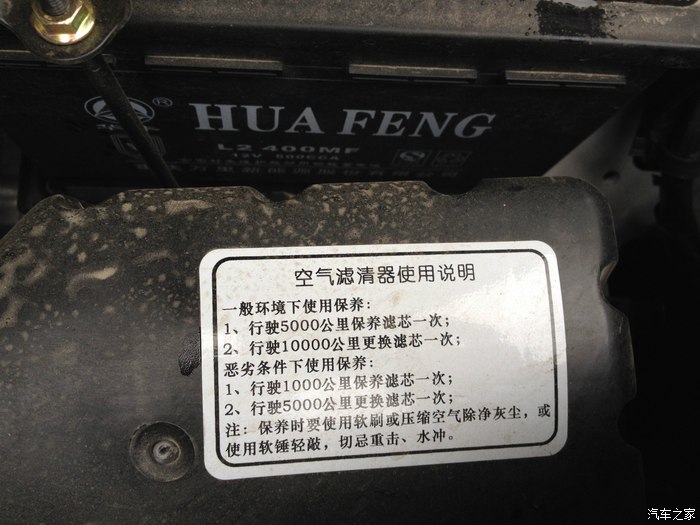 ®
HUA FENG
L2 400MF
空气滤清器使用说明
一般环境下使用保养:
1、行驶5000公里保养滤芯一次;
2、行驶10000公里更换滤芯一次;
恶劣条件下使用保养:
1、行驶1000公里保养滤芯一次;
2、行驶5000公里更换滤芯一次;
注: 保养时要使用软刷或压缩空气除净灰尘, 或
使用软锤轻敲, 切忌重击、水冲。
汽车之家